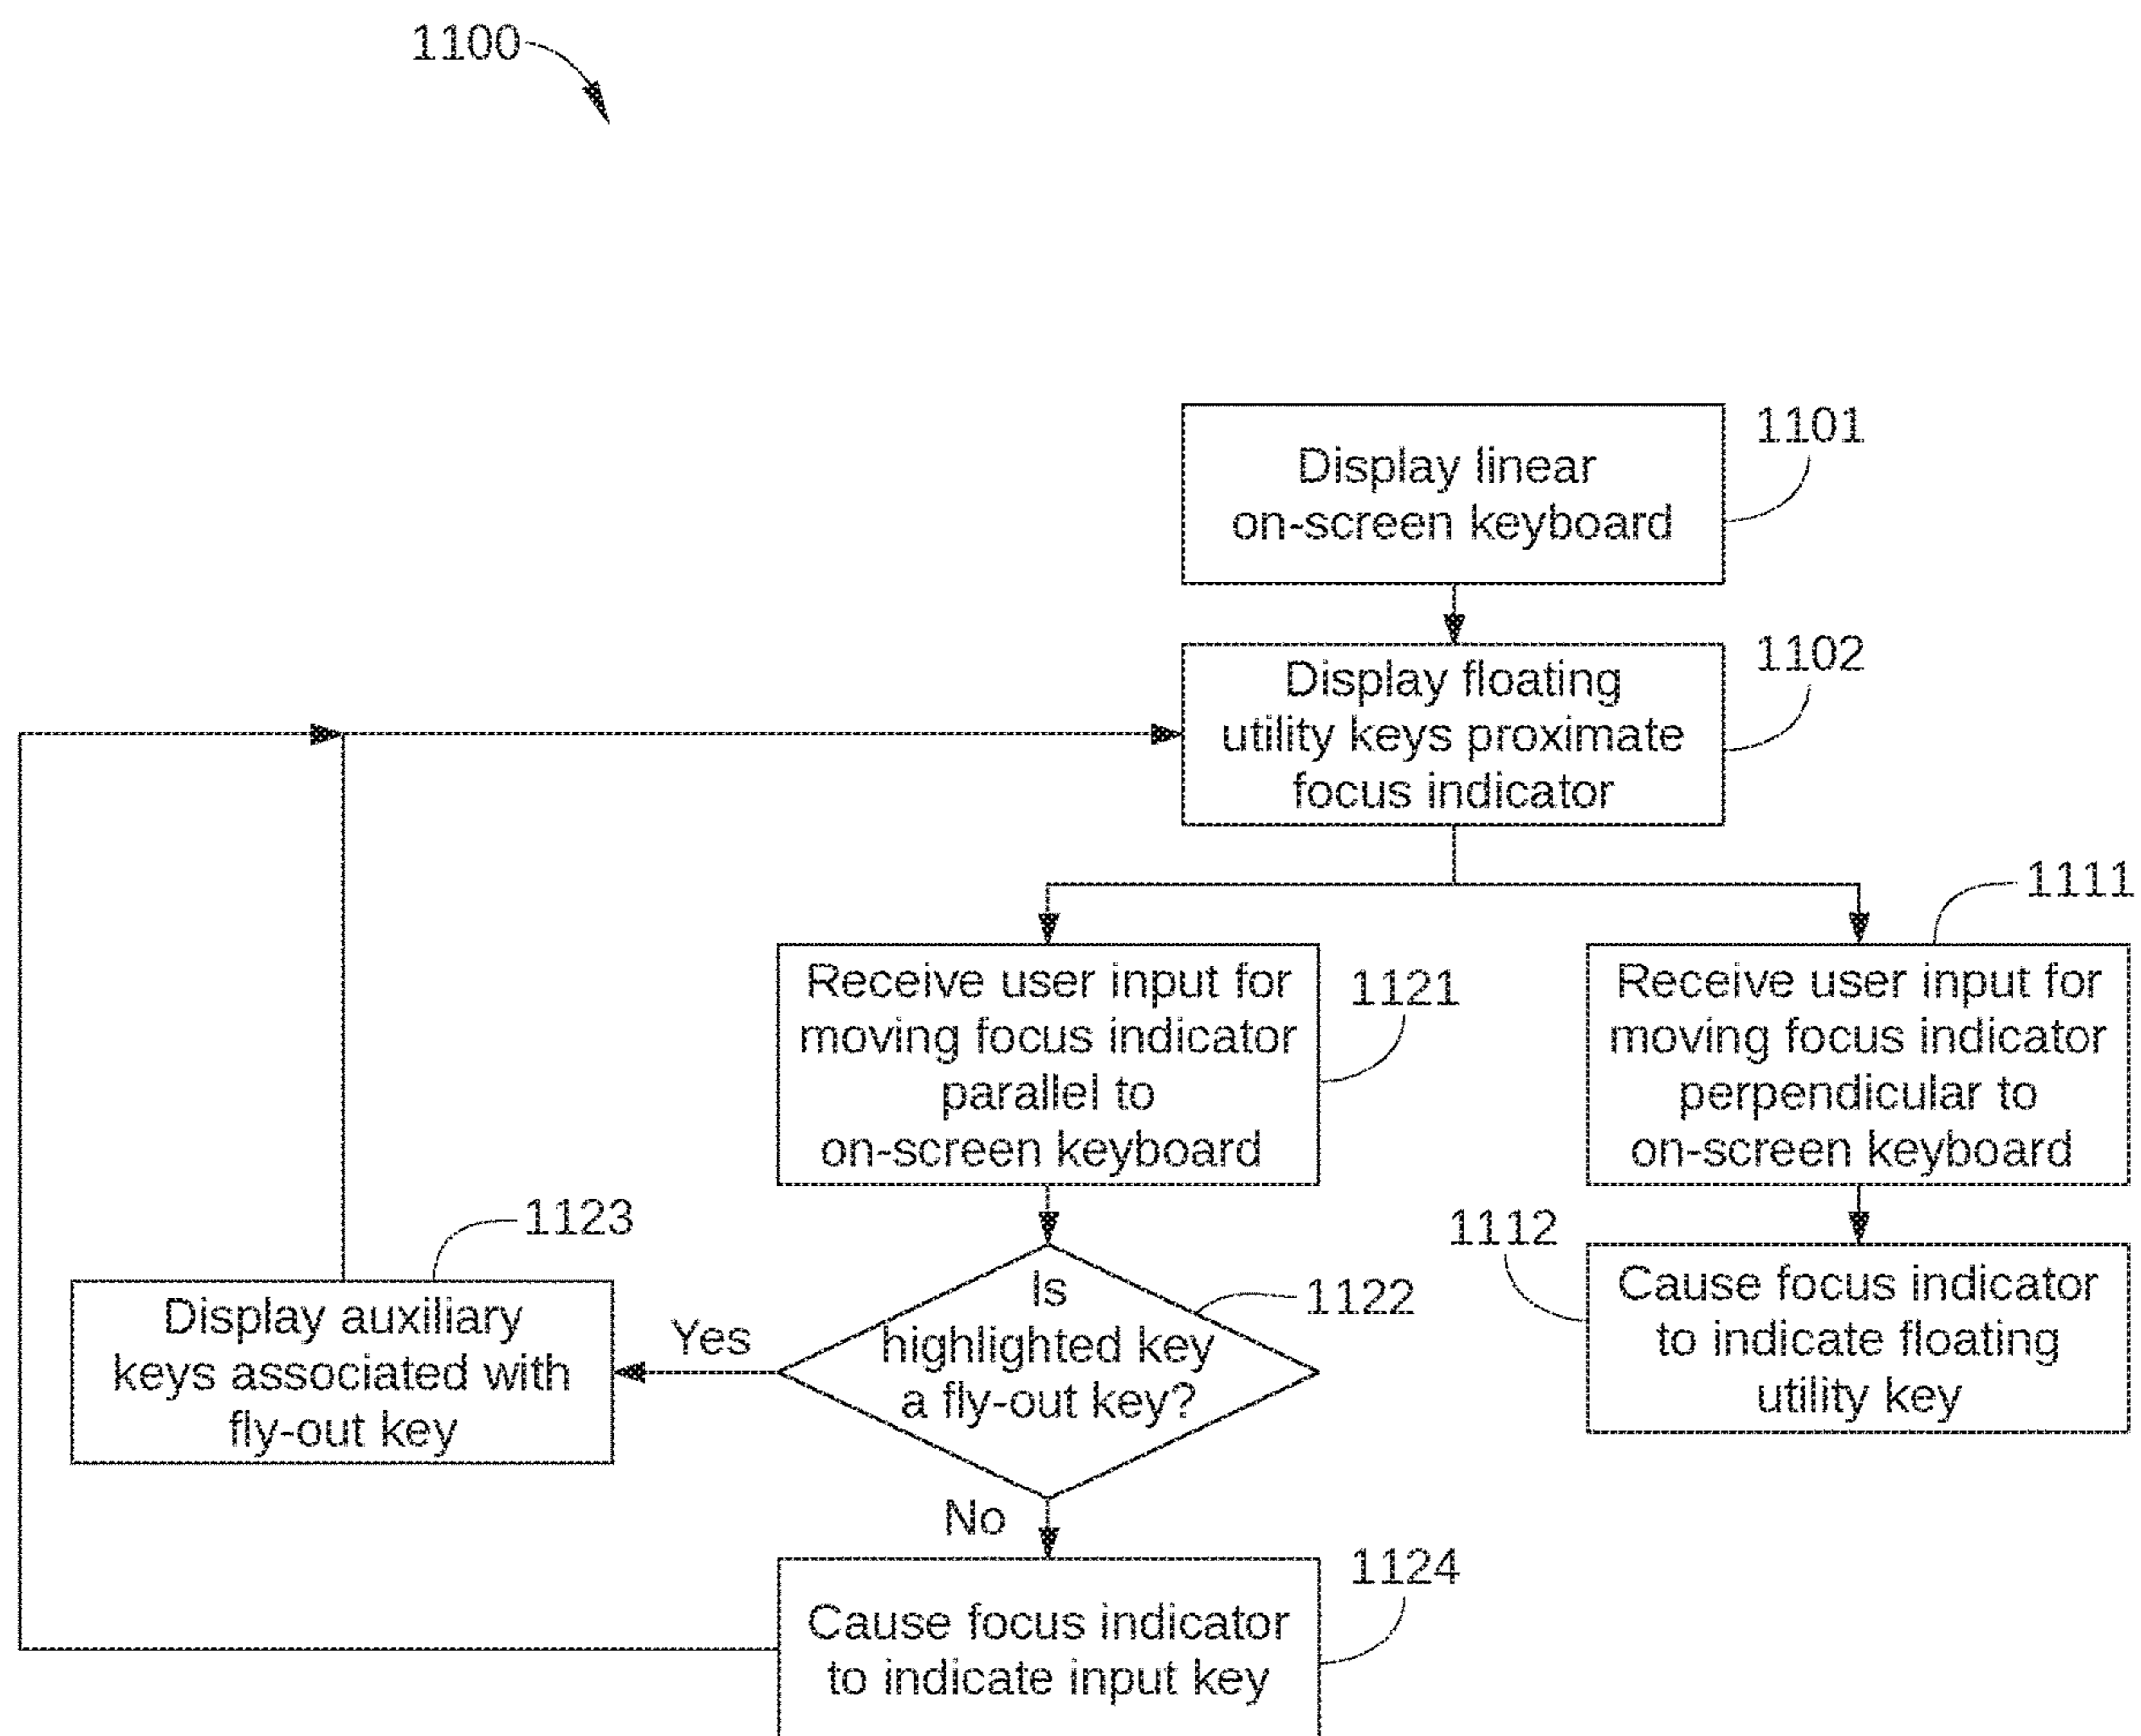 1100
Display linear
on-screen keyboard
1101
Display floating
utility keys proximate
focus indicator
1102
Receive user input for
moving focus indicator
parallel to
on-screen keyboard
1121
Receive user input for
moving focus indicator
perpendicular to
on-screen keyboard
1111
Display auxiliary
keys associated with
fly-out key
1123
Yes
Is
highlighted key
a fly-out key?
1122
Cause focus indicator
to indicate floating
utility key
1112
No
Cause focus indicator
to indicate input key
1124